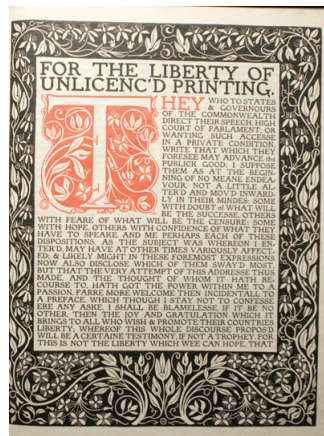 FOR THE LIBERTY OF
UNLICENC'D PRINTING.
THEY WHO TO STATES
& GOVERNOURS
OF THE COMMONWEALTH
DIRECT THEIR SPEECH, HIGH
COURT OF PARLAMENT, OR
WANTING SUCH ACCESSE
IN A PRIVATE CONDITION,
WRITE THAT WHICH THEY
FORESEE MAY ADVANCE the
PUBLICK GOOD; I SUPPOSE
THEM AS AT THE BEGIN-
NING OF NO MEANE ENDEA-
VOUR, NOT A LITTLE AL-
TER'D AND MOV'D INWARD-
LY IN THEIR MINDES: SOME
WITH DOUBT of WHAT WILL
BE THE SUCCESSE, OTHERS
WITH FEARE OF WHAT WILL BE THE CENSURE; SOME
WITH HOPE, OTHERS WITH CONFIDENCE OF WHAT THEY
HAVE TO SPEAKE. AND ME PERHAPS EACH OF THESE
DISPOSITIONS, AS THE SUBJECT WAS WHEREON I EN-
TER'D, MAY HAVE AT OTHER TIMES VARIOUSLY AFFECT-
ED; & LIKELY MIGHT IN THESE FOREMOST EXPRESSIONS
NOW ALSO DISCLOSE WHICH OF THEM SWAY'D MOST,
BUT THAT THE VERY ATTEMPT OF THIS ADDRESSE THUS
MADE, AND THE THOUGHT OF WHOM IT HATH RE-
COURSE TO, HATH GOT THE POWER WITHIN ME TO A
PASSION, FARRE MORE WELCOME THEN INCIDENTALL TO
A PREFACE. WHICH THOUGH I STAY NOT TO CONFESSE
ERE ANY ASKE, I SHALL BE BLAMELESSE, IF IT BE NO
OTHER, THEN THE JOY AND GRATULATION WHICH IT
BRINGS TO ALL WHO WISH & PROMOTE THEIR COUNTRIES
LIBERTY; WHEREOF THIS WHOLE DISCOURSE PROPOS'D
WILL BE A CERTAINE TESTIMONY, IF NOT A TROPHEY. FOR
THIS IS NOT THE LIBERTY WHICH WEE CAN HOPE, THAT